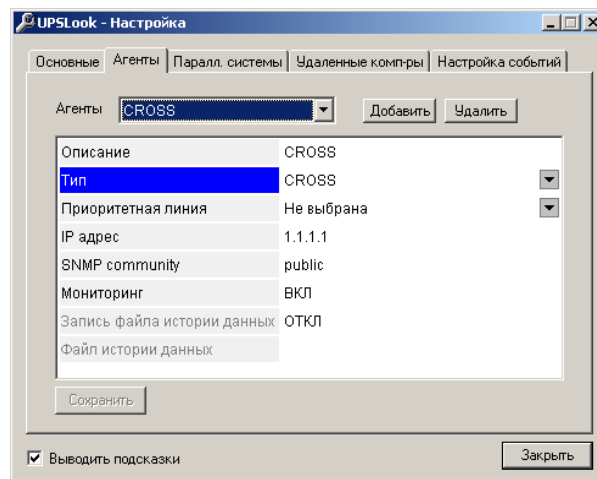 UPSLook - Настройка
Основные Агенты Паралл. системы Удаленные комп-ры Настройка событий
Агенты CROSS Добавить Удалить
Описание CROSS
Тип CROSS
Приоритетная линия Не выбрана
IP адрес 1.1.1.1
SNMP community public
Мониторинг ВКЛ
Запись файла истории данных ОТКЛ
Файл истории данных
Сохранить
Выводить подсказки Закрыть